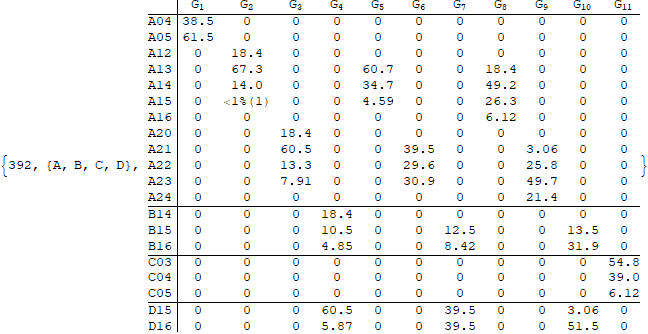 G1 G2 G3 G4 G5 G6 G7 G8 G9 G10 G11
A04 38.5 0 0 0 0 0 0 0 0 0 0
A05 61.5 0 0 0 0 0 0 0 0 0 0
A12 0 18.4 0 0 0 0 0 0 0 0 0
A13 0 67.3 0 0 60.7 0 0 18.4 0 0 0
A14 0 14.0 0 0 34.7 0 0 49.2 0 0 0
A15 0 <1%(1) 0 0 4.59 0 0 26.3 0 0 0
A16 0 0 0 0 0 0 0 6.12 0 0 0
A20 0 0 18.4 0 0 0 0 0 0 0 0
A21 0 0 60.5 0 0 39.5 0 0 3.06 0 0
{392, {A, B, C, D}, A22 0 0 13.3 0 0 29.6 0 0 25.8 0 0 }
A23 0 0 7.91 0 0 30.9 0 0 49.7 0 0
A24 0 0 0 0 0 0 0 0 21.4 0 0
B14 0 0 0 18.4 0 0 0 0 0 0 0
B15 0 0 0 10.5 0 0 12.5 0 0 13.5 0
B16 0 0 0 4.85 0 0 8.42 0 0 31.9 0
C03 0 0 0 0 0 0 0 0 0 0 54.8
C04 0 0 0 0 0 0 0 0 0 0 39.0
C05 0 0 0 0 0 0 0 0 0 0 6.12
D15 0 0 0 60.5 0 0 39.5 0 0 3.06 0
D16 0 0 0 5.87 0 0 39.5 0 0 51.5 0